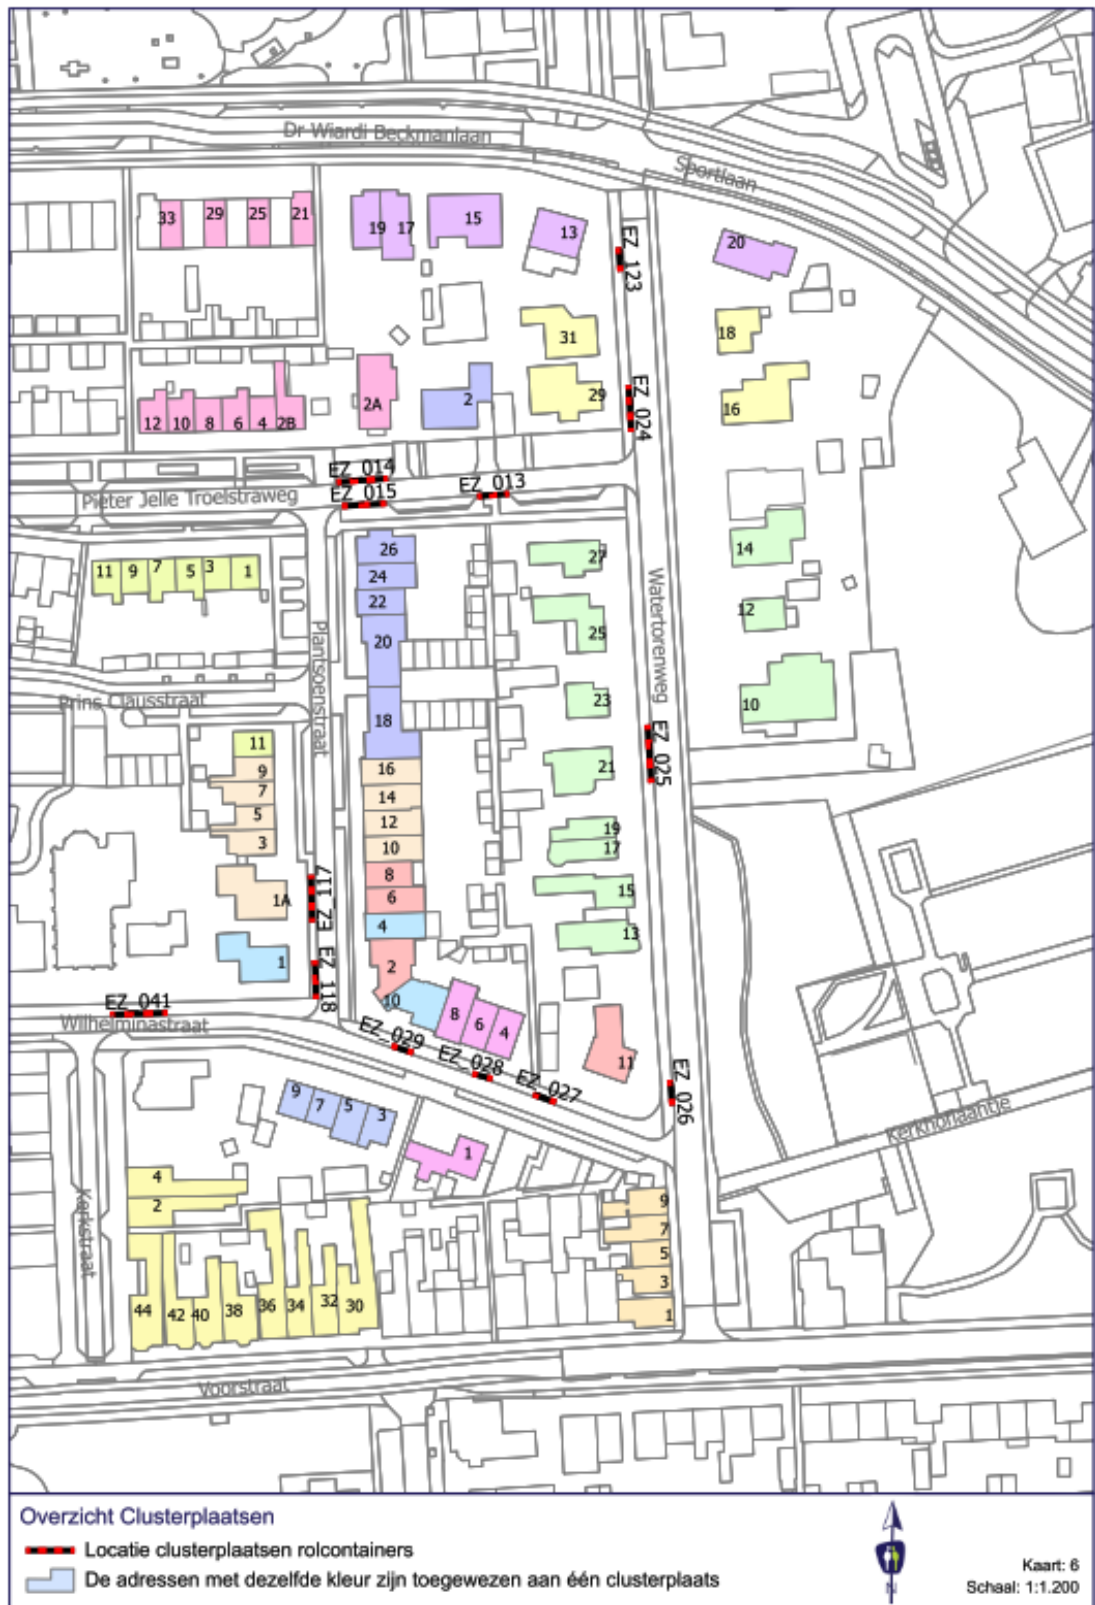 Dr Wiardi Beckmanlaan
Sportlaan
33
29
25
21
19
17
15
13
EZ_123
20
31
18
29
16
EZ_024
12
10
8
6
4
2B
2A
2
EZ_014
EZ_015
EZ_013
Pieter Jelle Troelstraweg
11
9
7
5
3
1
26
24
22
20
18
27
25
23
21
19
17
15
13
14
12
10
Watertorenweg
EZ_025
Plantsoenstraat
Prins Clausstraat
11
9
7
5
3
1A
1
16
14
12
10
8
6
4
2
10
8
6
4
EZ_117
EZ_118
EZ_041
Wilhelminastraat
EZ_029
EZ_028
EZ_027
11
EZ_026
Kerkhoflaantje
9
7
5
3
1
4
2
Kerkstraat
44
42
40
38
36
34
32
30
9
7
5
3
1
Voorstraat
Overzicht Clusterplaatsen
Locatie clusterplaatsen rolcontainers
De adressen met dezelfde kleur zijn toegewezen aan één clusterplaats
N
Kaart: 6
Schaal: 1:1.200